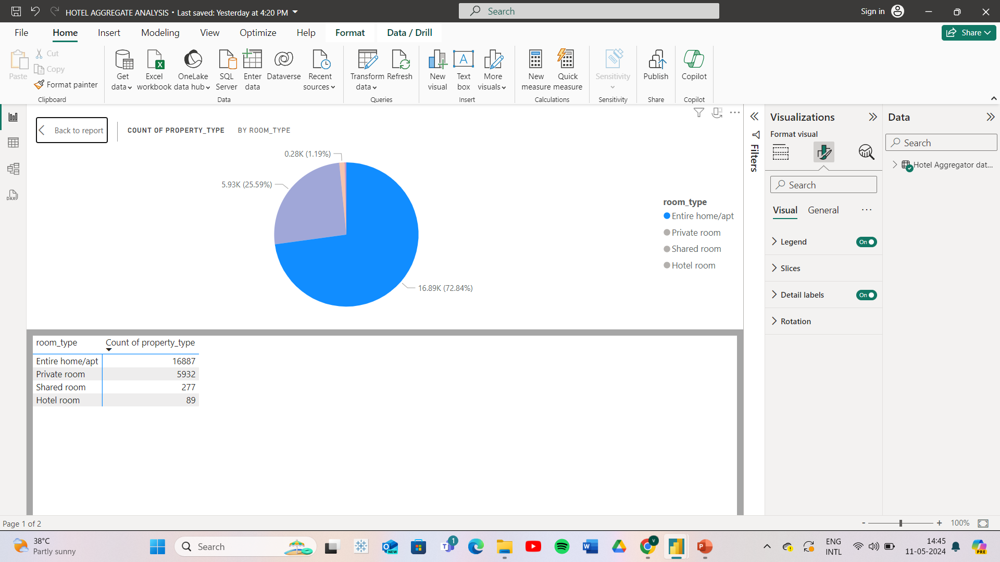 HOTEL AGGREGATE ANALYSIS • Last saved: Yesterday at 4:20 PM
Search
Sign in
File Home Insert Modeling View Optimize Help Format Data / Drill
Share
Paste
Cut
Copy
Format painter
Clipboard
Get data
Excel workbook
OneLake data hub
SQL Server
Enter data
Dataverse
Recent sources
Data
Transform data
Refresh
Queries
New visual
Text box
More visuals
Insert
New measure
Quick measure
Calculations
Sensitivity
Sensitivity
Publish
Share
Copilot
Copilot
DAX
Back to report
COUNT OF PROPERTY_TYPE BY ROOM_TYPE
0.28K (1.19%)
5.93K (25.59%)
16.89K (72.84%)
room_type
Entire home/apt
Private room
Shared room
Hotel room
room_type Count of property_type
Entire home/apt 16887
Private room 5932
Shared room 277
Hotel room 89
Filters
Visualizations
Format visual
Search
Visual General
Legend On
Slices
Detail labels On
Rotation
Data
Search
Hotel Aggregator dat...
Page 1 of 2
- + 100%
38°C
Partly sunny
Search
NEW
1
V
ENG
INTL
14:45
11-05-2024
PRE